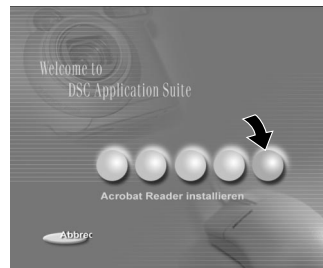 Welcome to
DSC Application Suite
Acrobat Reader installieren
Abbrec